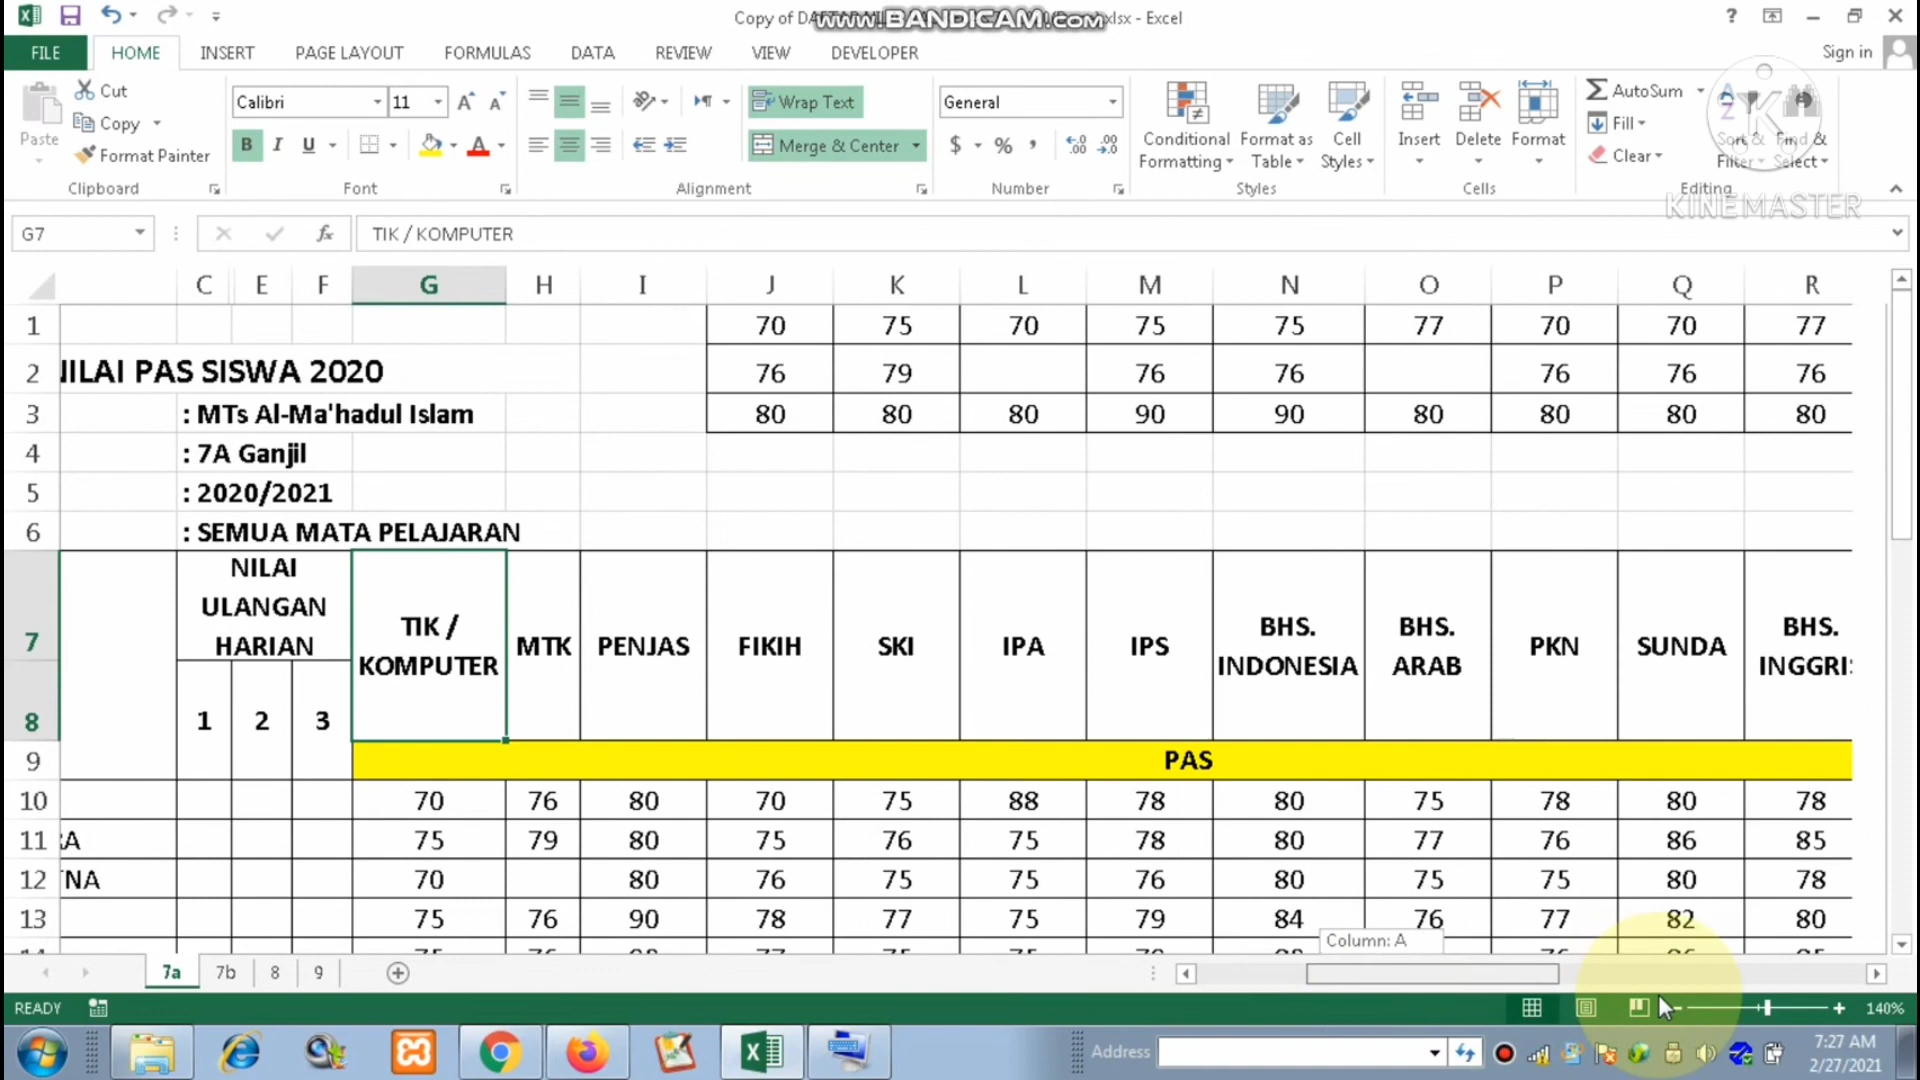 Copy of DAFTAR
www.BANDICAM.com
xlsx - Excel
FILE HOME INSERT PAGE LAYOUT FORMULAS DATA REVIEW VIEW DEVELOPER Sign in
Paste Cut Copy Format Painter
Calibri 11
B I U
Wrap Text
Merge & Center
General
$ %
Conditional Formatting Format as Table Cell Styles
Insert Delete Format
AutoSum Fill Clear
Sort & Filter Find & Select
Clipboard Font Alignment Number Styles Cells Editing
KINEMASTER
G7 fx TIK / KOMPUTER
C E F G H I J K L M N O P Q R
1 70 75 70 75 75 77 70 70 77
2 NILAI PAS SISWA 2020 76 79 76 76 76 76 76
3 : MTs Al-Ma'hadul Islam 80 80 80 90 90 80 80 80 80
4 : 7A Ganjil
5 : 2020/2021
6 : SEMUA MATA PELAJARAN
7 NILAI ULANGAN HARIAN TIK / KOMPUTER MTK PENJAS FIKIH SKI IPA IPS BHS. INDONESIA BHS. ARAB PKN SUNDA BHS. INGGRIS
8 1 2 3
9 PAS
10 70 76 80 70 75 88 78 80 75 78 80 78
11 RA 75 79 80 75 76 75 78 80 77 76 86 85
12 TNA 70 80 76 75 75 76 80 75 75 80 78
13 75 76 90 78 77 75 79 84 76 77 82 80
Column: A
7a 7b 8 9
READY 140%
Address
7:27 AM
2/27/2021